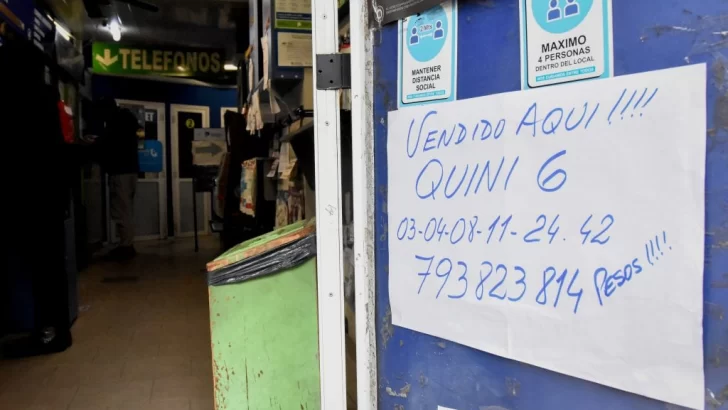 TELEFONOS
2
MANTENER
DISTANCIA
SOCIAL
MAXIMO
4 PERSONAS
DENTRO DEL LOCAL
VENDIDO AQUI !!!!
QUINI 6
03-04-08-11-24.42
793823814 PESOS!!!!